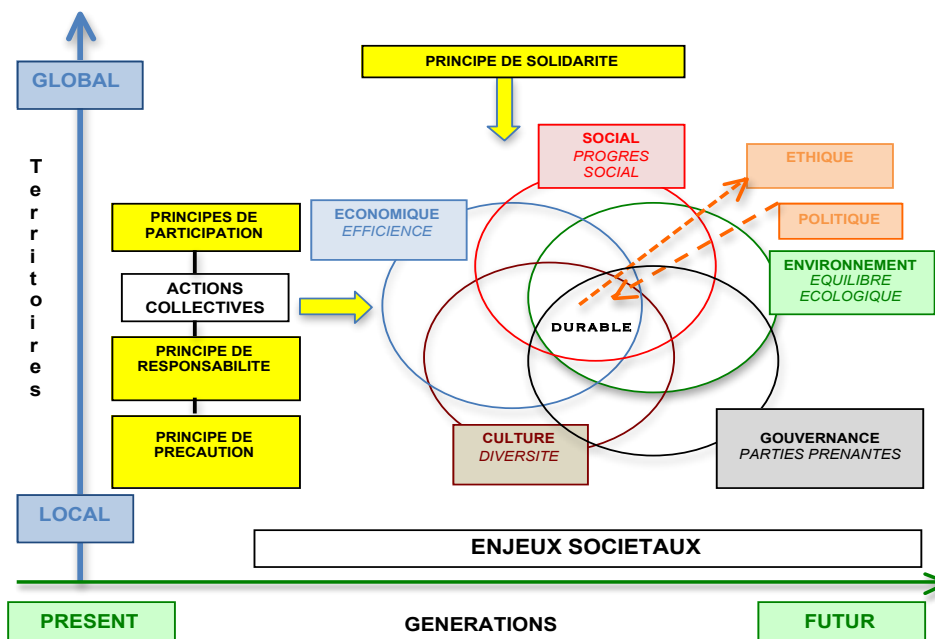 GLOBAL
Territoires
LOCAL
PRINCIPE DE SOLIDARITE
SOCIAL
PROGRES
SOCIAL
ETHIQUE
POLITIQUE
ECONOMIQUE
EFFICIENCE
ENVIRONNEMENT
EQUILIBRE
ECOLOGIQUE
PRINCIPES DE
PARTICIPATION
ACTIONS
COLLECTIVES
PRINCIPE DE
RESPONSABILITE
PRINCIPE DE
PRECAUTION
DURABLE
CULTURE
DIVERSITE
GOUVERNANCE
PARTIES PRENANTES
ENJEUX SOCIETAUX
PRESENT
GENERATIONS
FUTUR